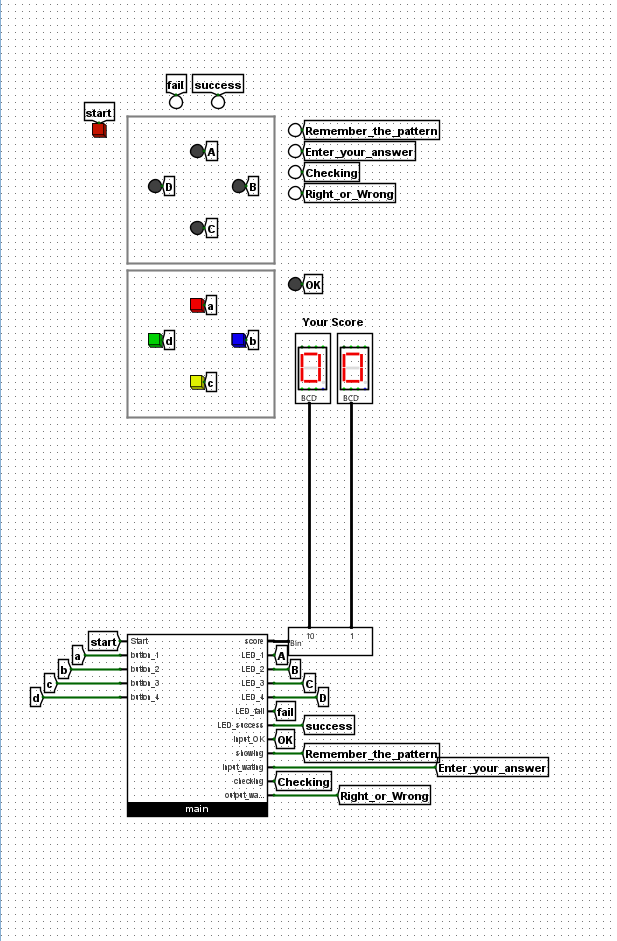 fail success
start
Remember_the_pattern
A
Enter_your_answer
Checking
D B
Right_or_Wrong
C
OK
a
Your Score
d b
c
0 0
BCD BCD
10 1
start Start score Bin
a button_1 LED_1 A
b button_2 LED_2 B
c button_3 LED_3 C
d button_4 LED_4 D
LED_fail fail
LED_success success
input_OK OK
showing Remember_the_pattern
input_waiting Enter_your_answer
checking Checking
output_wa... Right_or_Wrong
main